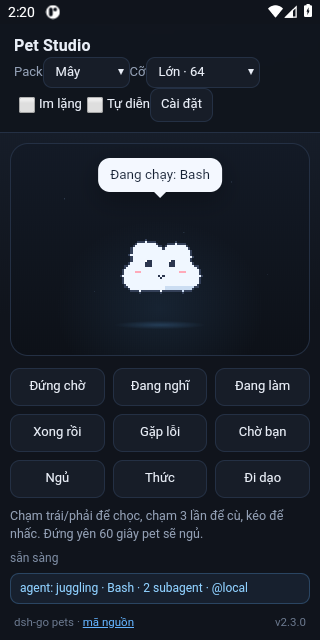 2:20
Pet Studio
Pack Mây Cỡ Lớn · 64
Im lặng Tự diễn Cài đặt
Đang chạy: Bash
Đứng chờ Đang nghĩ Đang làm
Xong rồi Gặp lỗi Chờ bạn
Ngủ Thức Đi dạo
Chạm trái/phải để chọc, chạm 3 lần để cù, kéo để
nhấc. Đứng yên 60 giây pet sẽ ngủ.
sẵn sàng
agent: juggling · Bash · 2 subagent · @local
dsh-go pets · mã nguồn v2.3.0